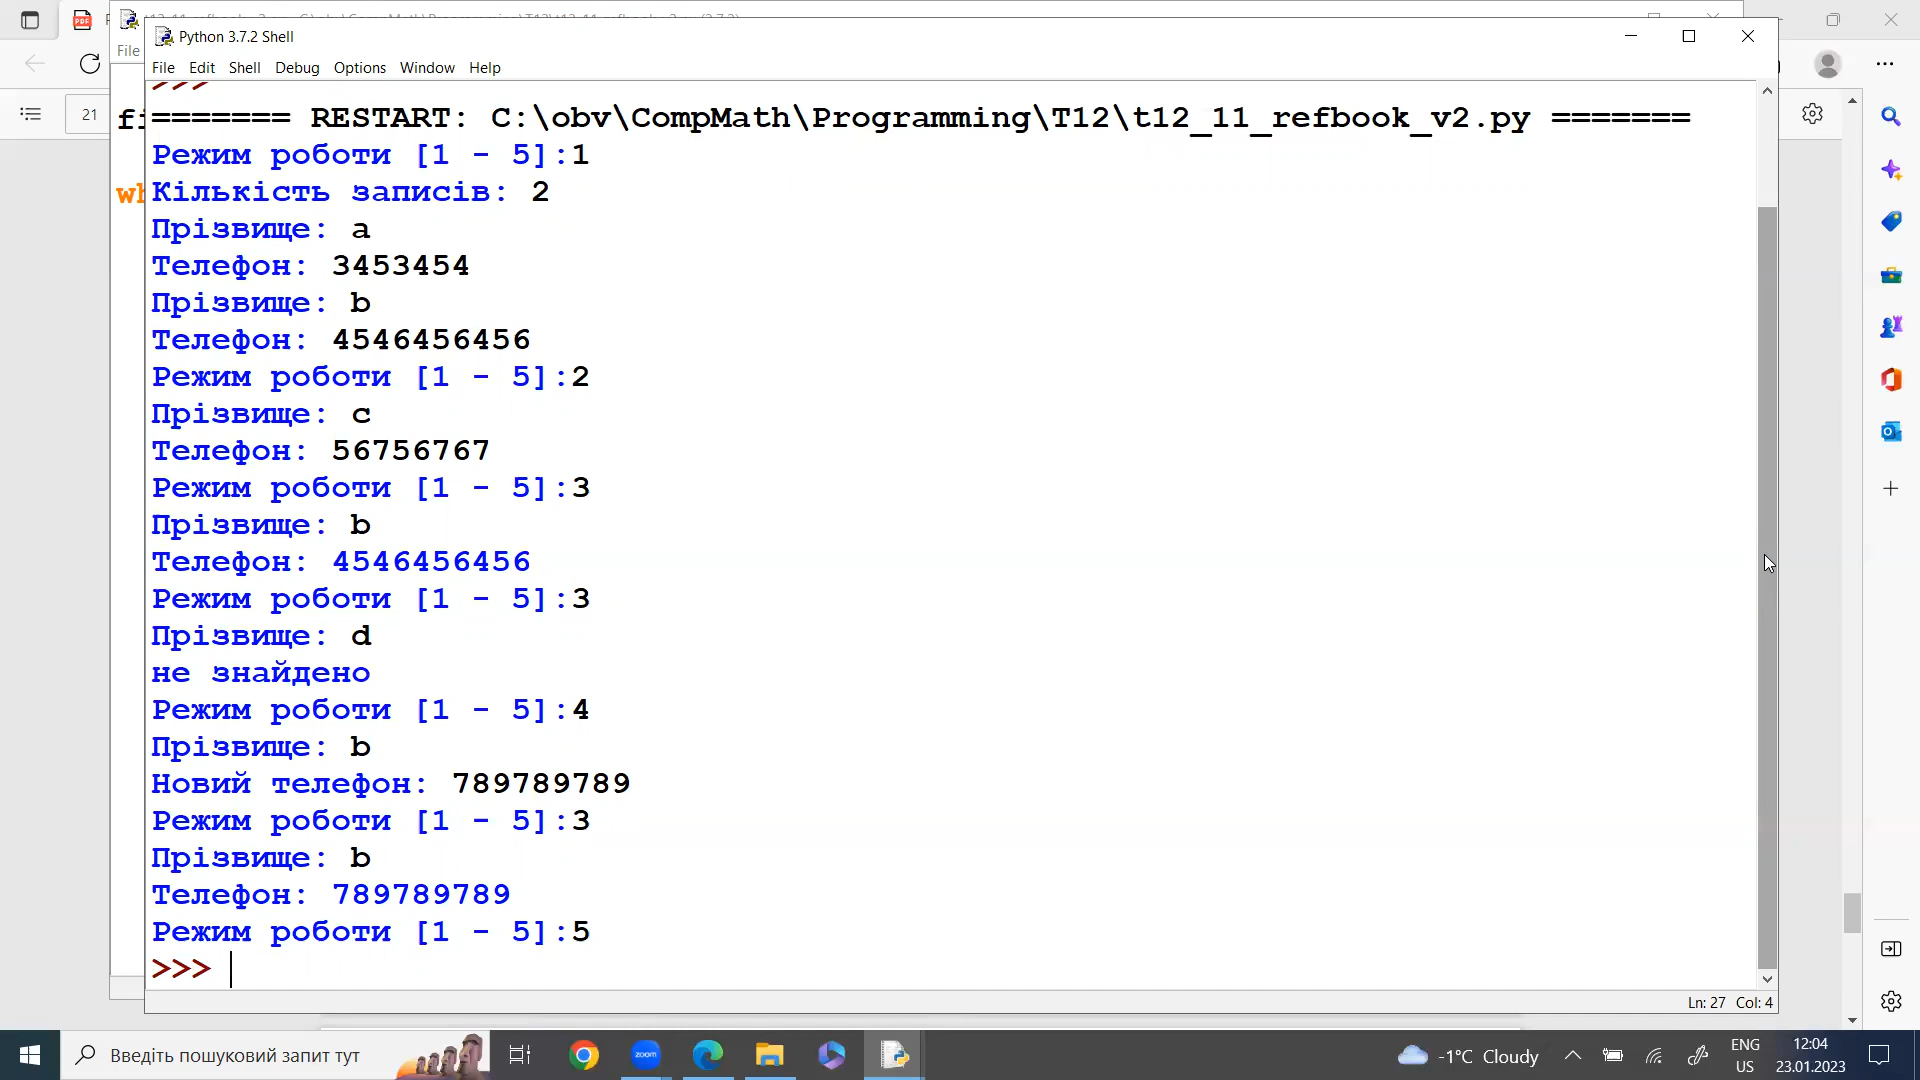 Python 3.7.2 Shell
File
File Edit Shell Debug Options Window Help
21
fi
======= RESTART: C:\obv\CompMath\Programming\T12\t12_11_refbook_v2.py =======
Режим роботи [1 - 5]:1
wh
Кількість записів: 2
Прізвище: a
Телефон: 3453454
Прізвище: b
Телефон: 4546456456
Режим роботи [1 - 5]:2
Прізвище: c
Телефон: 56756767
Режим роботи [1 - 5]:3
Прізвище: b
Телефон: 4546456456
Режим роботи [1 - 5]:3
Прізвище: d
не знайдено
Режим роботи [1 - 5]:4
Прізвище: b
Новий телефон: 789789789
Режим роботи [1 - 5]:3
Прізвище: b
Телефон: 789789789
Режим роботи [1 - 5]:5
>>>
Ln: 27 Col: 4
Введіть пошуковий запит тут
zoom
-1°C Cloudy
ENG
US
12:04
23.01.2023